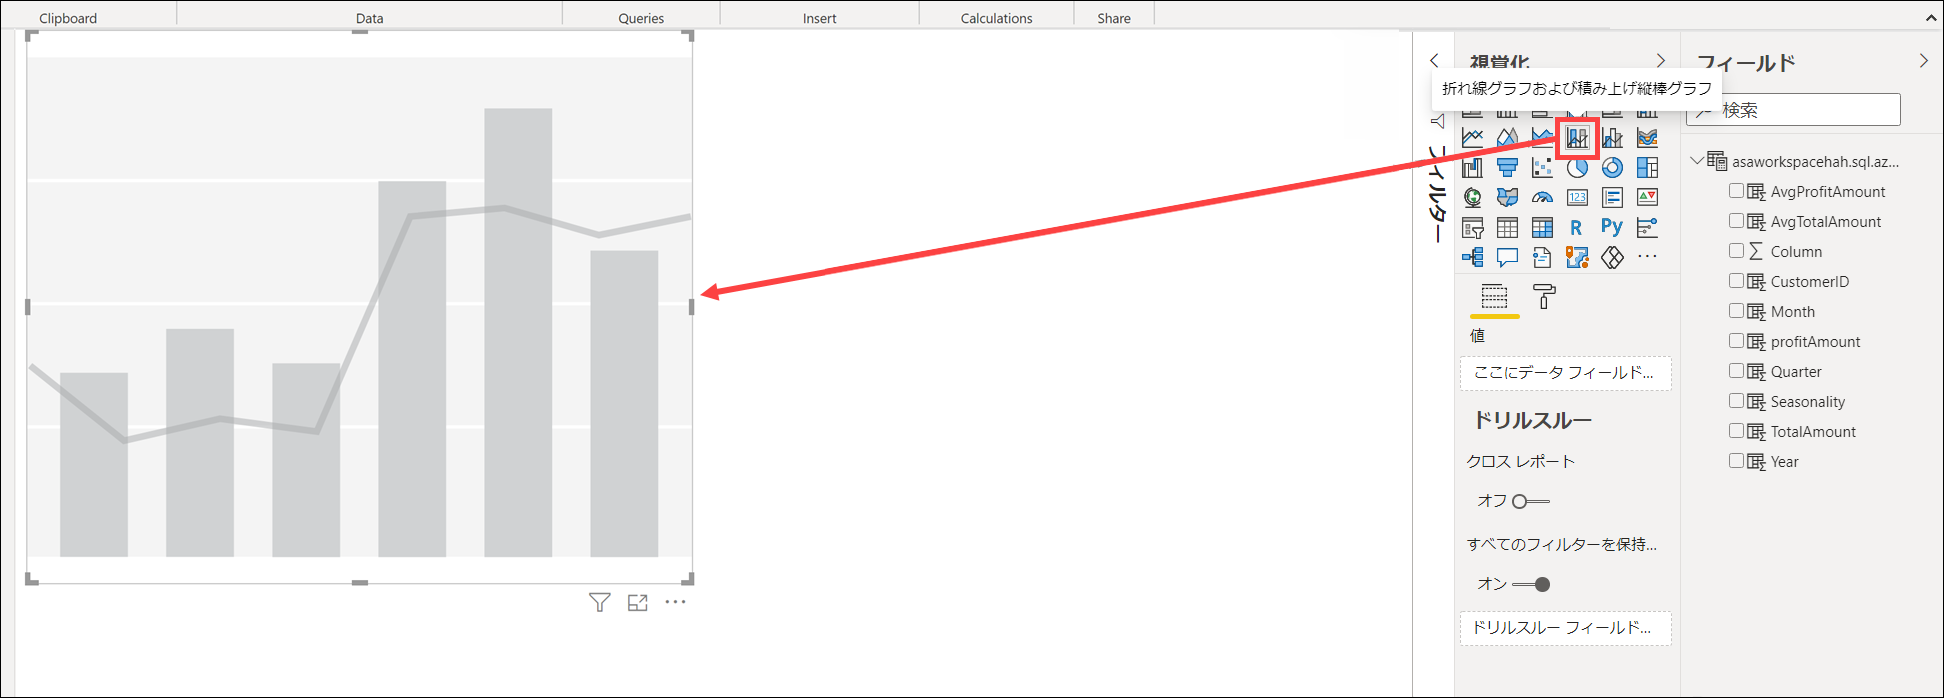 Clipboard
Data
Queries
Insert
Calculations
Share
視覚化
フィールド
折れ線グラフおよび積み上げ縦棒グラフ
検索
フィルター
123
R
Py
asaworkspacehah.sql.az...
AvgProfitAmount
AvgTotalAmount
Column
CustomerID
Month
profitAmount
Quarter
Seasonality
TotalAmount
Year
値
ここにデータ フィールド...
ドリルスルー
クロス レポート
オフ
すべてのフィルターを保持...
オン
ドリルスルー フィールド...